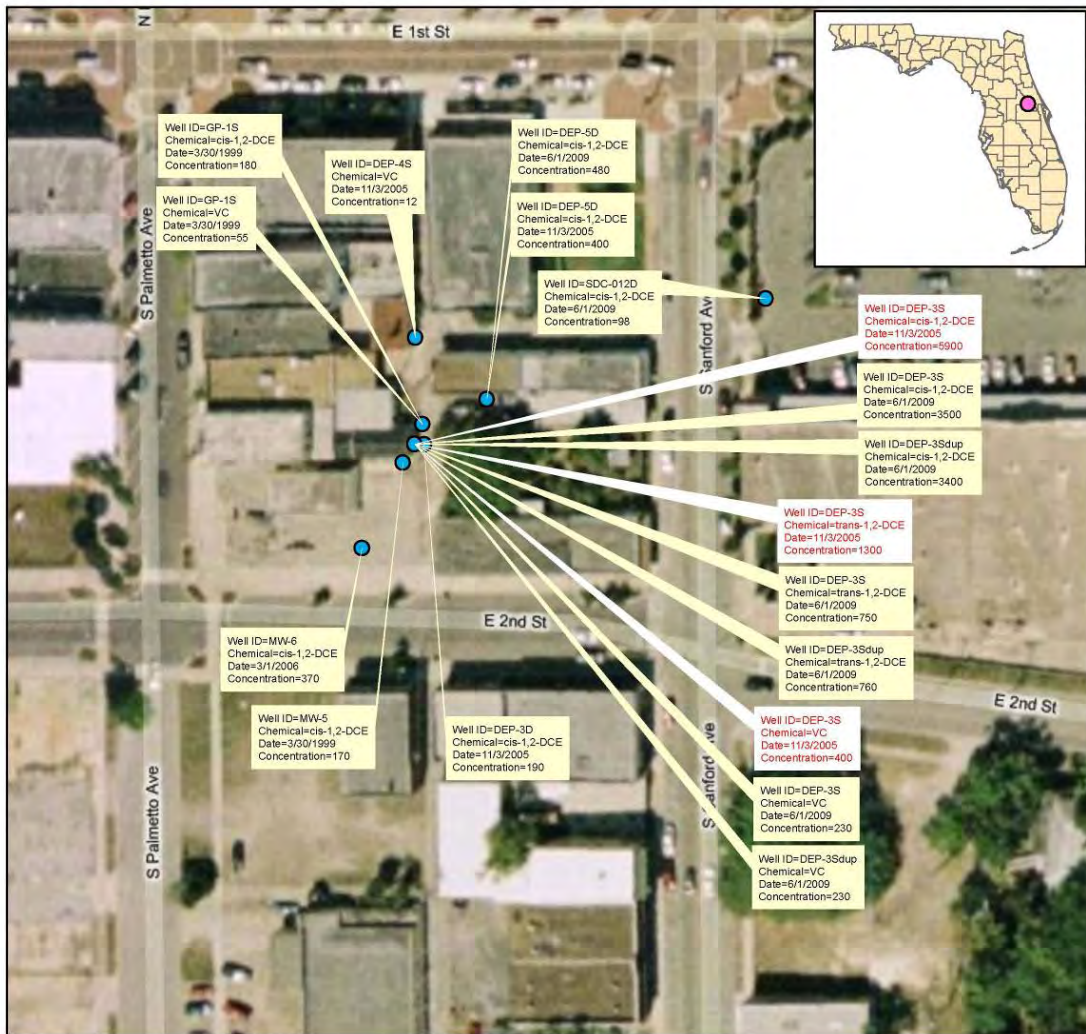 N
E 1st St
Well ID=GP-1S
Chemical=cis-1,2-DCE
Date=3/30/1999
Concentration=180
Well ID=DEP-4S
Chemical=VC
Date=11/3/2005
Concentration=12
Well ID=DEP-5D
Chemical=cis-1,2-DCE
Date=6/1/2009
Concentration=480
Well ID=GP-1S
Chemical=VC
Date=3/30/1999
Concentration=55
Well ID=DEP-5D
Chemical=cis-1,2-DCE
Date=11/3/2005
Concentration=400
S Palmetto Ave
Well ID=SDC-012D
Chemical=cis-1,2-DCE
Date=6/1/2009
Concentration=98
S Sanford Ave
Well ID=DEP-3S
Chemical=cis-1,2-DCE
Date=11/3/2005
Concentration=5900
Well ID=DEP-3S
Chemical=cis-1,2-DCE
Date=6/1/2009
Concentration=3500
Well ID=DEP-3Sdup
Chemical=cis-1,2-DCE
Date=6/1/2009
Concentration=3400
Well ID=DEP-3S
Chemical=trans-1,2-DCE
Date=11/3/2005
Concentration=1300
Well ID=DEP-3S
Chemical=trans-1,2-DCE
Date=6/1/2009
Concentration=750
E 2nd St
Well ID=MW-6
Chemical=cis-1,2-DCE
Date=3/1/2006
Concentration=370
Well ID=DEP-3Sdup
Chemical=trans-1,2-DCE
Date=6/1/2009
Concentration=760
E 2nd St
Well ID=MW-5
Chemical=cis-1,2-DCE
Date=3/30/1999
Concentration=170
Well ID=DEP-3D
Chemical=cis-1,2-DCE
Date=11/3/2005
Concentration=190
Well ID=DEP-3S
Chemical=VC
Date=11/3/2005
Concentration=400
S Palmetto Ave
S Sanford Ave
Well ID=DEP-3S
Chemical=VC
Date=6/1/2009
Concentration=230
Well ID=DEP-3Sdup
Chemical=VC
Date=6/1/2009
Concentration=230